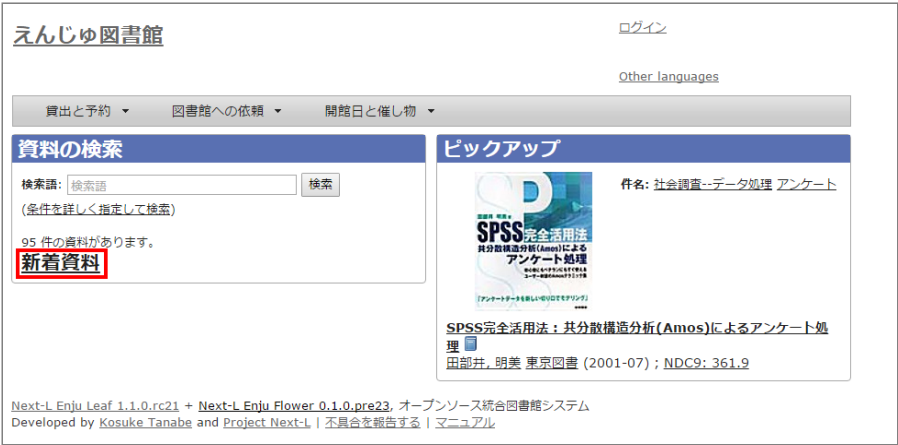 えんじゅ図書館
ログイン
Other languages
貸出と予約 ▼
図書館への依頼 ▼
開館日と催し物 ▼
資料の検索
検索語: 検索語 検索
(条件を詳しく指定して検索)
95 件の資料があります。
新着資料
ピックアップ
SPSS完全活用法
共分散構造分析(Amos)による
アンケート処理
件名: 社会調査--データ処理 アンケート
SPSS完全活用法 : 共分散構造分析(Amos)によるアンケート処
理
田部井, 明美 東京図書 (2001-07) ; NDC9: 361.9
Next-L Enju Leaf 1.1.0.rc21 + Next-L Enju Flower 0.1.0.pre23, オープンソース統合図書館システム
Developed by Kosuke Tanabe and Project Next-L | 不具合を報告する | マニュアル